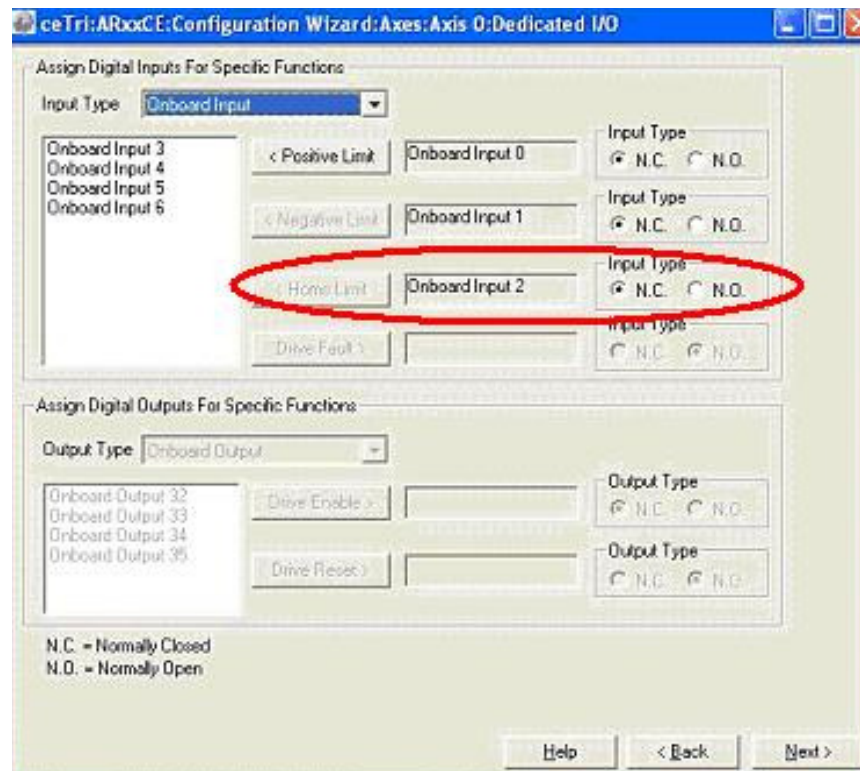 ceTri:ARxxCE:Configuration Wizard:Axes:Axis 0:Dedicated I/O
Assign Digital Inputs For Specific Functions
Input Type Onboard Input
Onboard Input 3
Onboard Input 4
Onboard Input 5
Onboard Input 6
< Positive Limit Onboard Input 0
Input Type
N.C. N.O.
< Negative Limit Onboard Input 1
Input Type
N.C. N.O.
< Home Limit Onboard Input 2
Input Type
N.C. N.O.
Drive Fault >
Input Type
N.C. N.O.
Assign Digital Outputs For Specific Functions
Output Type Onboard Output
Onboard Output 32
Onboard Output 33
Onboard Output 34
Onboard Output 35
Drive Enable >
Output Type
N.C. N.O.
Drive Reset >
Output Type
N.C. N.O.
N.C. = Normally Closed
N.O. = Normally Open
Help < Back Next >